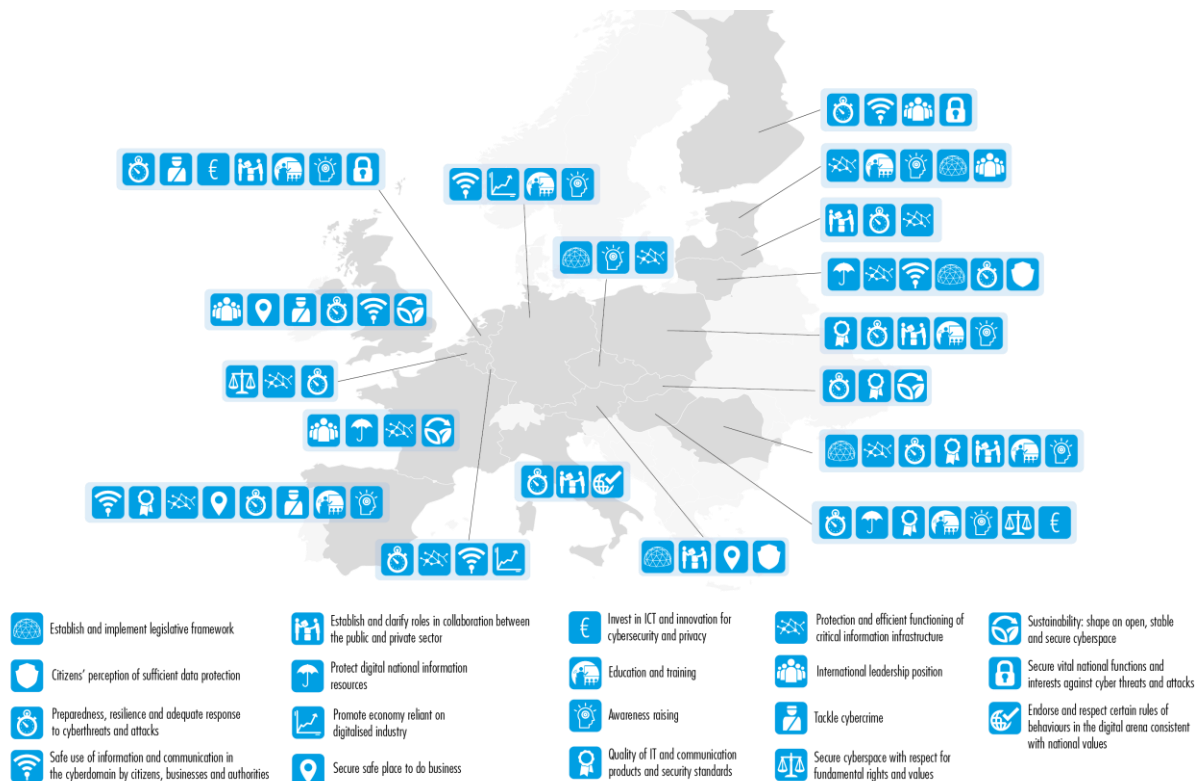 Establish and implement legislative framework
Citizens' perception of sufficient data protection
Preparedness, resilience and adequate response
to cyberthreats and attacks
Safe use of information and communication in
the cyberdomain by citizens, businesses and authorities
Establish and clarify roles in collaboration between
the public and private sector
Protect digital national information
resources
Promote economy reliant on
digitalised industry
Secure safe place to do business
Invest in ICT and innovation for
cybersecurity and privacy
Education and training
Awareness raising
Quality of IT and communication
products and security standards
Protection and efficient functioning of
critical information infrastructure
International leadership position
Tackle cybercrime
Secure cyberspace with respect for
fundamental rights and values
Sustainability: shape an open, stable
and secure cyberspace
Secure vital national functions and
interests against cyber threats and attacks
Endorse and respect certain rules of
behaviours in the digital arena consistent
with national values